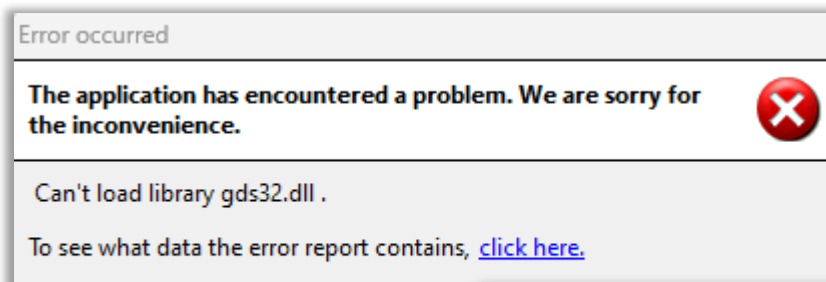 Error occurred
The application has encountered a problem. We are sorry for
the inconvenience.
Can't load library gds32.dll .
To see what data the error report contains, click here.